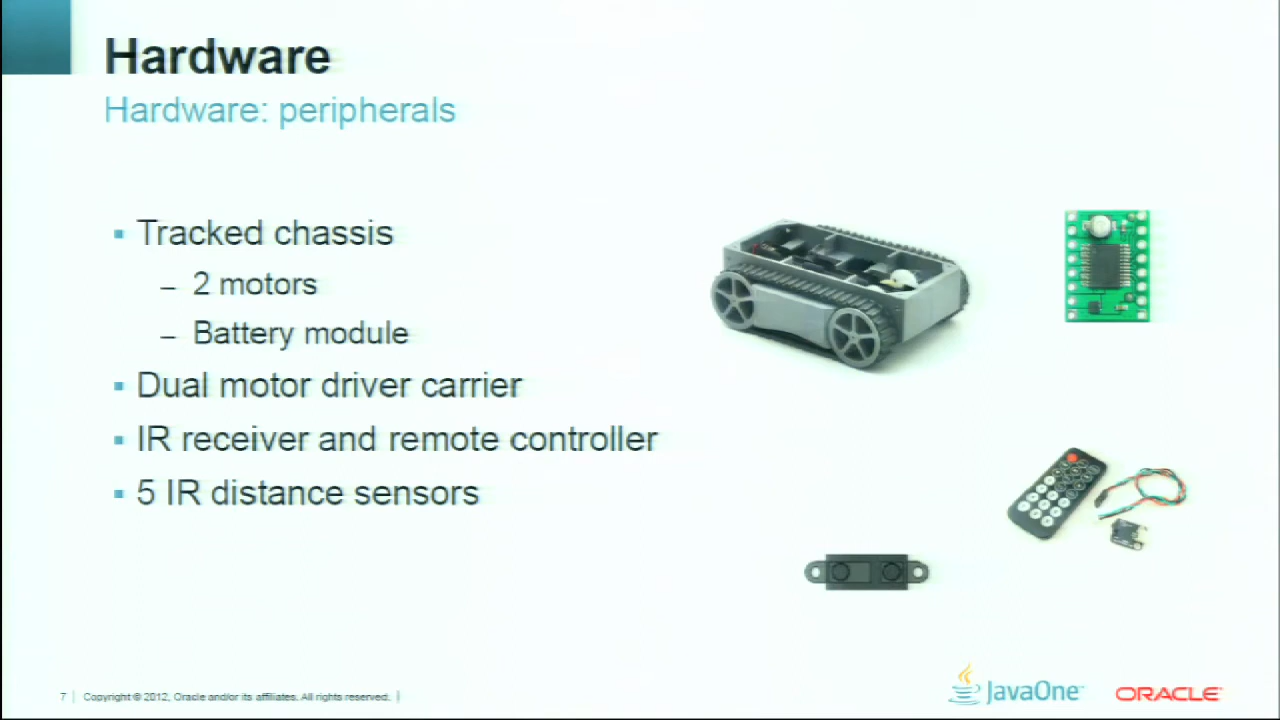 Hardware
Hardware: peripherals
Tracked chassis
– 2 motors
– Battery module
Dual motor driver carrier
IR receiver and remote controller
5 IR distance sensors
7 | Copyright © 2012, Oracle and/or its affiliates. All rights reserved. |
JavaOne™
ORACLE®